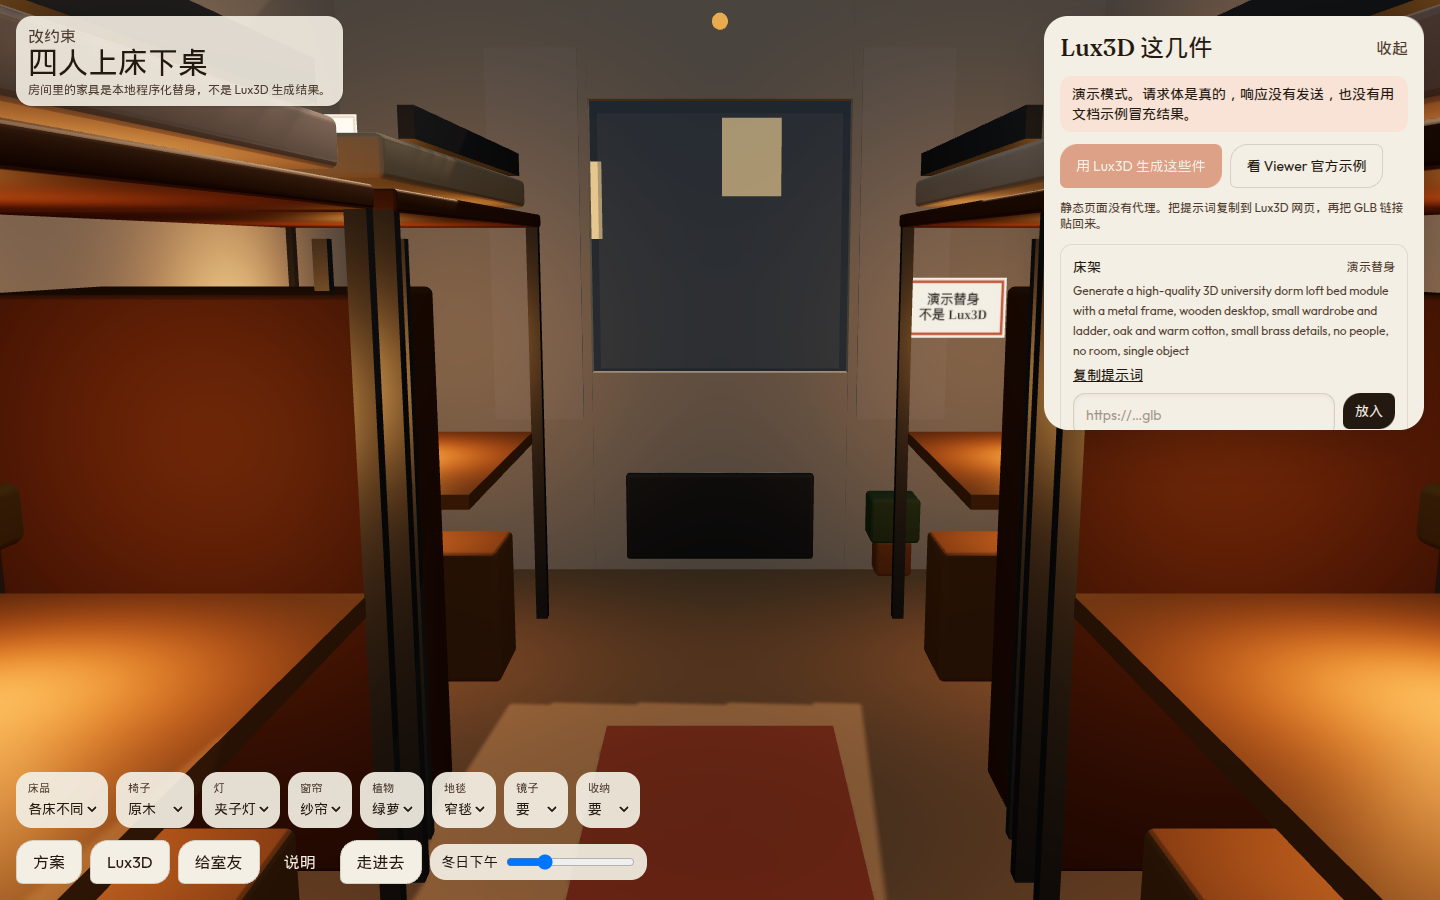 改约束
四人上床下桌
房间里的家具是本地程序化替身，不是 Lux3D 生成结果。
Lux3D 这几件
收起
演示模式。请求体是真的，响应没有发送，也没有用
文档示例冒充结果。
用 Lux3D 生成这些件
看 Viewer 官方示例
静态页面没有代理。把提示词复制到 Lux3D 网页，再把 GLB 链接
贴回来。
床架
演示替身
Generate a high-quality 3D university dorm loft bed module
with a metal frame, wooden desktop, small wardrobe and
ladder, oak and warm cotton, small brass details, no people,
no room, single object
复制提示词
https://...glb
放入
演示替身
不是 Lux3D
床品
各床不同
椅子
原木
灯
夹子灯
窗帘
纱帘
植物
绿萝
地毯
窄毯
镜子
要
收纳
要
方案
Lux3D
给室友
说明
走进去
冬日下午